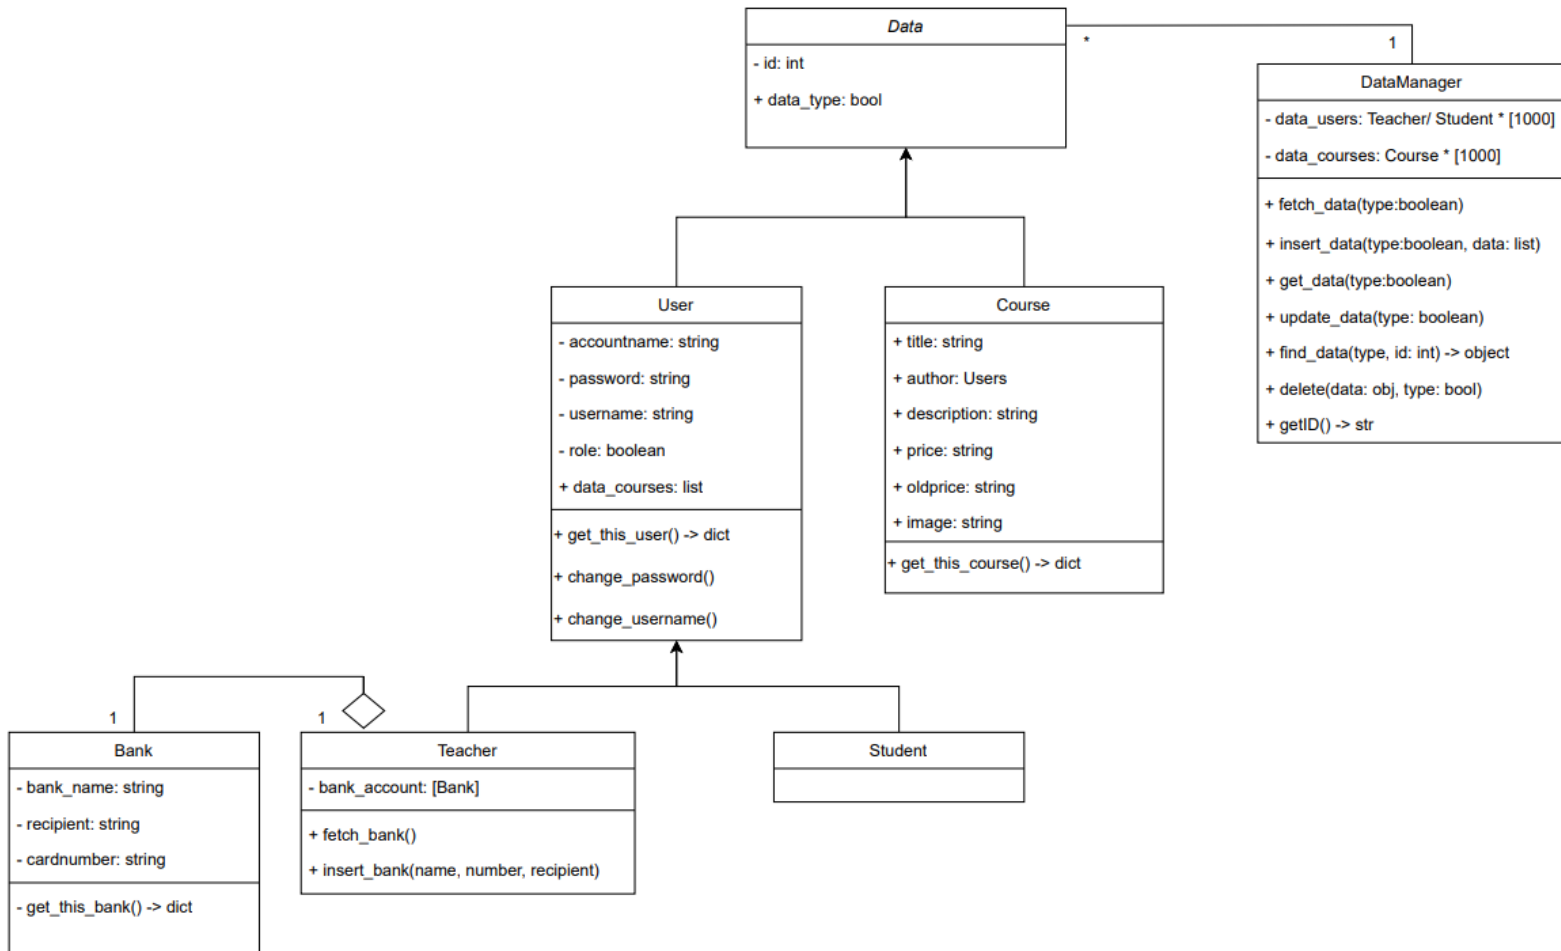 Data
- id: int
+ data_type: bool
*
1
DataManager
- data_users: Teacher/ Student * [1000]
- data_courses: Course * [1000]
+ fetch_data(type:boolean)
+ insert_data(type:boolean, data: list)
+ get_data(type:boolean)
+ update_data(type: boolean)
+ find_data(type, id: int) -> object
+ delete(data: obj, type: bool)
+ getID() -> str
User
- accountname: string
- password: string
- username: string
- role: boolean
+ data_courses: list
+ get_this_user() -> dict
+ change_password()
+ change_username()
Course
+ title: string
+ author: Users
+ description: string
+ price: string
+ oldprice: string
+ image: string
+ get_this_course() -> dict
1
1
Bank
- bank_name: string
- recipient: string
- cardnumber: string
- get_this_bank() -> dict
Teacher
- bank_account: [Bank]
+ fetch_bank()
+ insert_bank(name, number, recipient)
Student